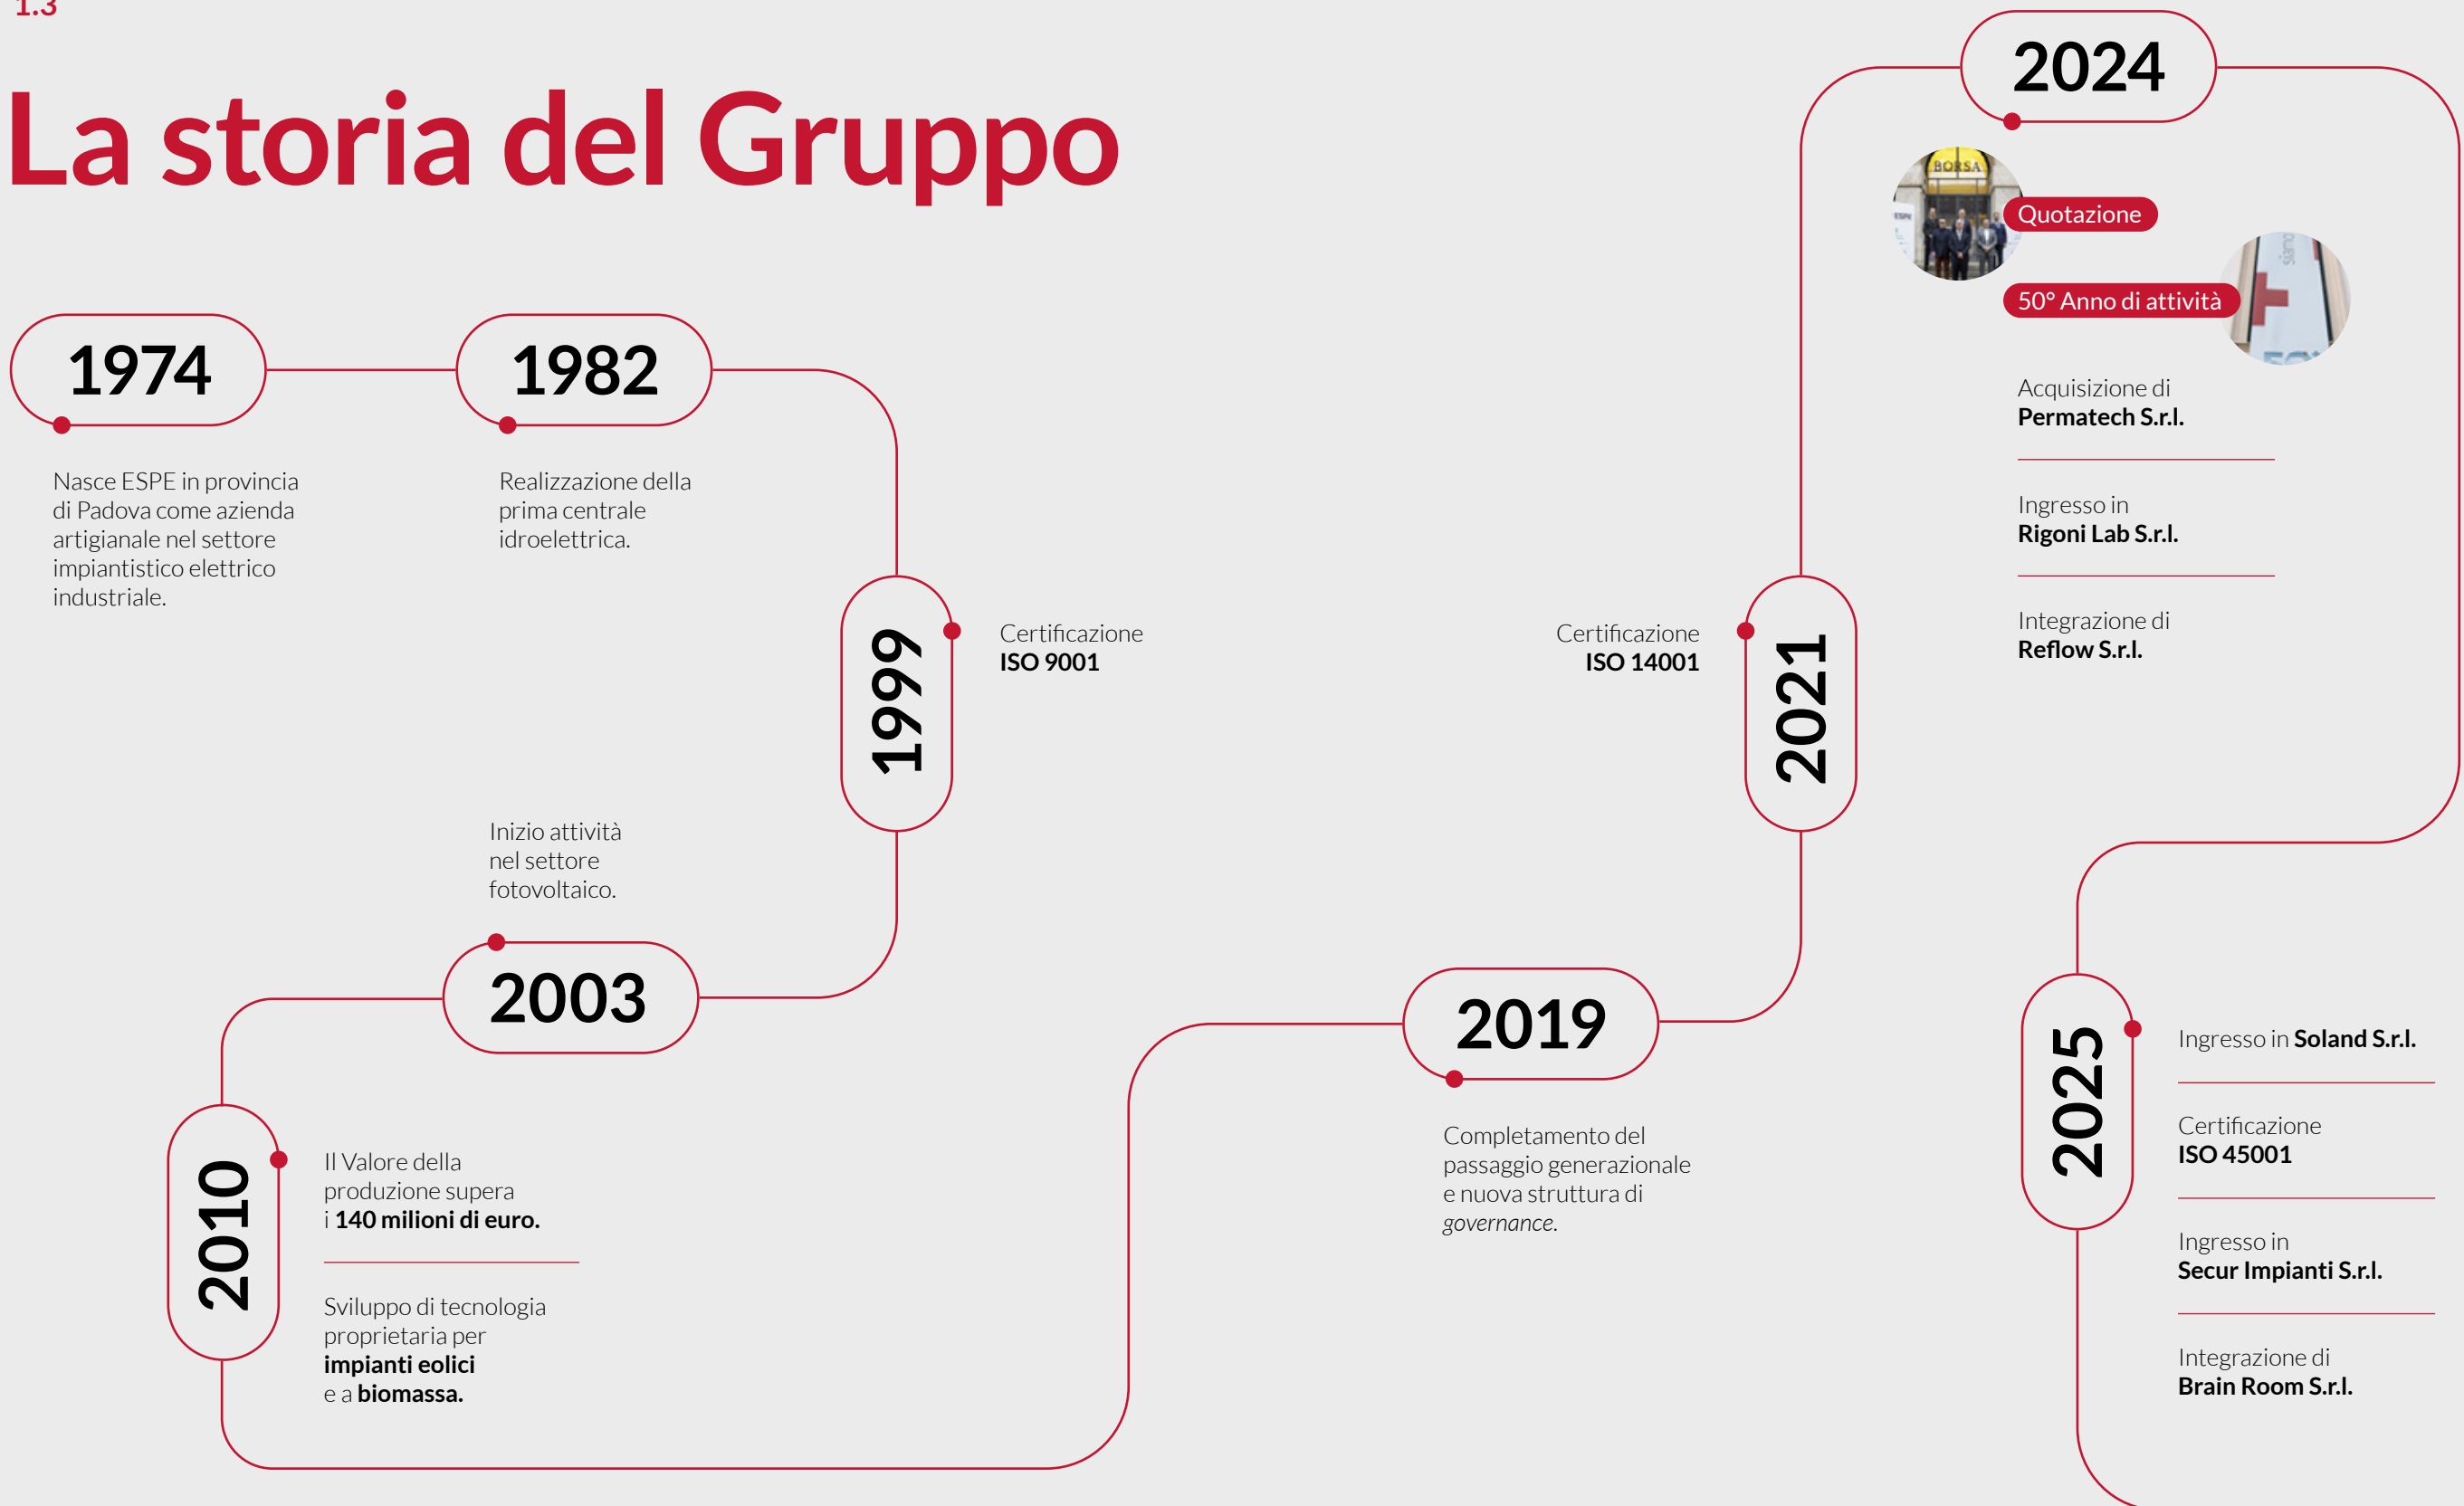 1.3
La storia del Gruppo
1974
Nasce ESPE in provincia
di Padova come azienda
artigianale nel settore
impiantistico elettrico
industriale.
1982
Realizzazione della
prima centrale
idroelettrica.
1999
Certificazione
ISO 9001
2003
Inizio attività
nel settore
fotovoltaico.
2010
Il Valore della
produzione supera
i 140 milioni di euro.
Sviluppo di tecnologia
proprietaria per
impianti eolici
e a biomassa.
2019
Completamento del
passaggio generazionale
e nuova struttura di
governance.
2021
Certificazione
ISO 14001
2024
BORSA
ESPE
Quotazione
50° Anno di attività
Acquisizione di
Permatech S.r.l.
Ingresso in
Rigoni Lab S.r.l.
Integrazione di
Reflow S.r.l.
2025
Ingresso in Soland S.r.l.
Certificazione
ISO 45001
Ingresso in
Secur Impianti S.r.l.
Integrazione di
Brain Room S.r.l.